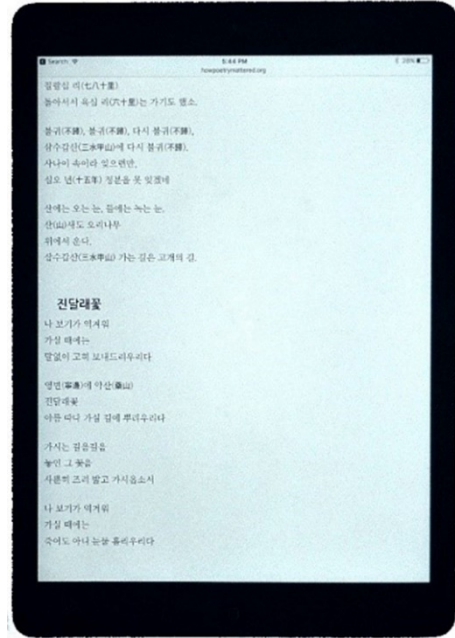 Search 5:44 PM 28%
howpoetrymattered.org
칠팔십 리(七八十里)
돌아서서 육십 리(六十里)는 가기도 했소.
불귀(不歸), 불귀(不歸), 다시 불귀(不歸),
삼수갑산(三水甲山)에 다시 불귀(不歸).
사나이 속이라 잊으련만,
십오 년(十五年) 정분을 못 잊겠네
산에는 오는 눈, 들에는 녹는 눈.
산(山)새도 오리나무
위에서 운다.
삼수갑산(三水甲山) 가는 길은 고개의 길.
진달래꽃
나 보기가 역겨워
가실 때에는
말없이 고히 보내드리우리다
영변(寧邊)에 약산(藥山)
진달래꽃
아름 따다 가실 길에 뿌리우리다
가시는 걸음걸음
놓인 그 꽃을
사뿐히 즈려 밟고 가시옵소서
나 보기가 역겨워
가실 때에는
죽어도 아니 눈물 흘리우리다